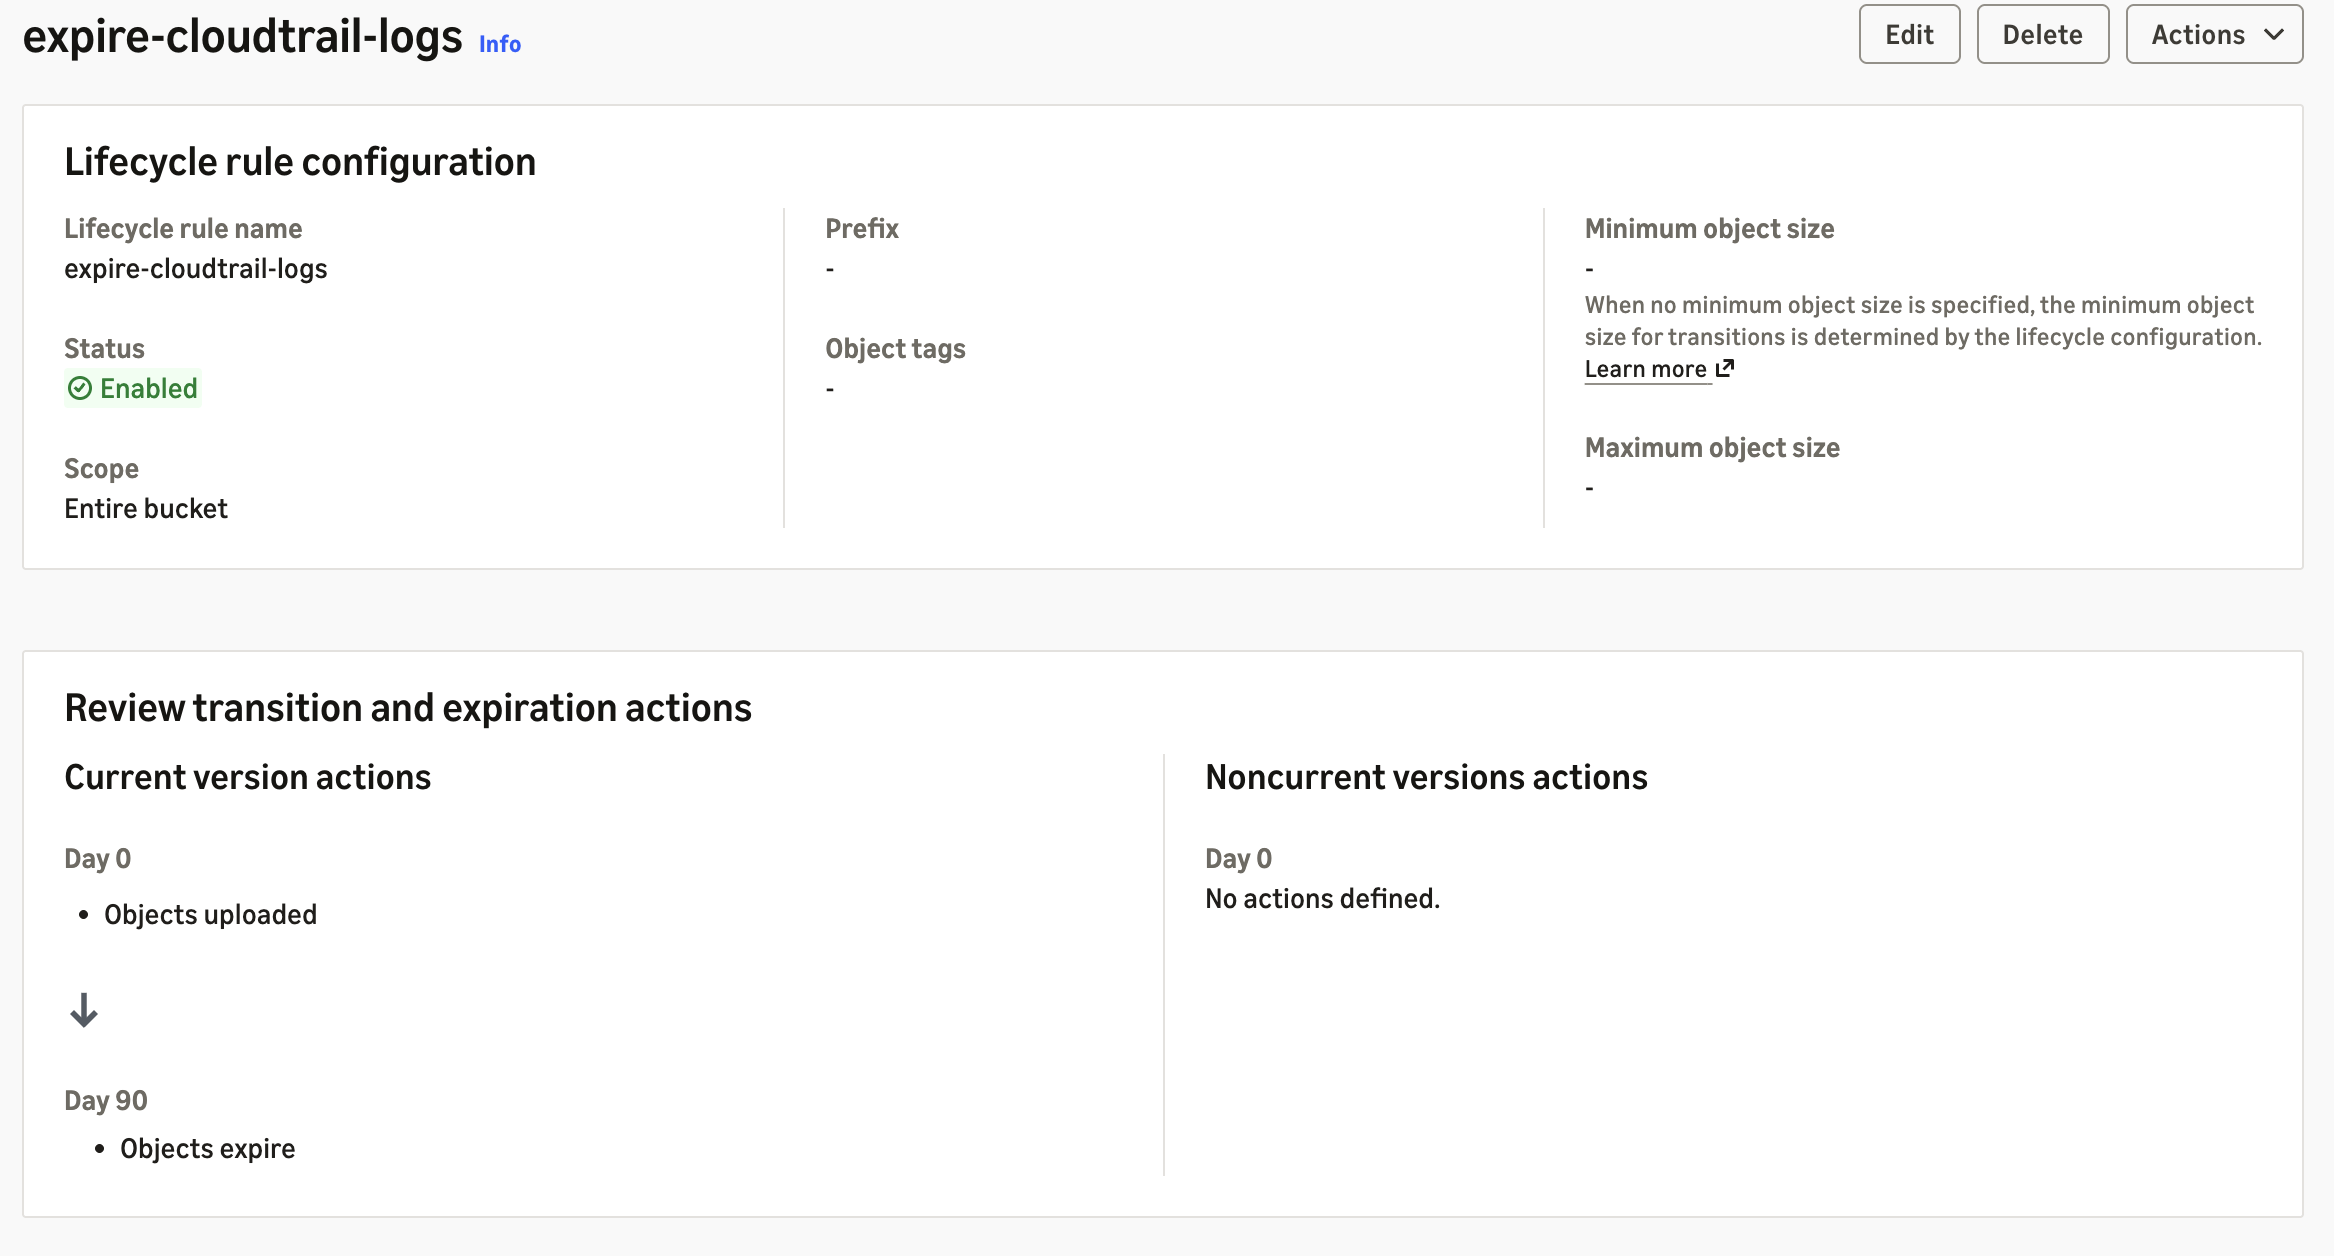 expire-cloudtrail-logs Info
Edit
Delete
Actions
Lifecycle rule configuration
Lifecycle rule name
expire-cloudtrail-logs
Status
Enabled
Scope
Entire bucket
Prefix
-
Object tags
-
Minimum object size
-
When no minimum object size is specified, the minimum object
size for transitions is determined by the lifecycle configuration.
Learn more
Maximum object size
-
Review transition and expiration actions
Current version actions
Day 0
• Objects uploaded
Day 90
• Objects expire
Noncurrent versions actions
Day 0
No actions defined.